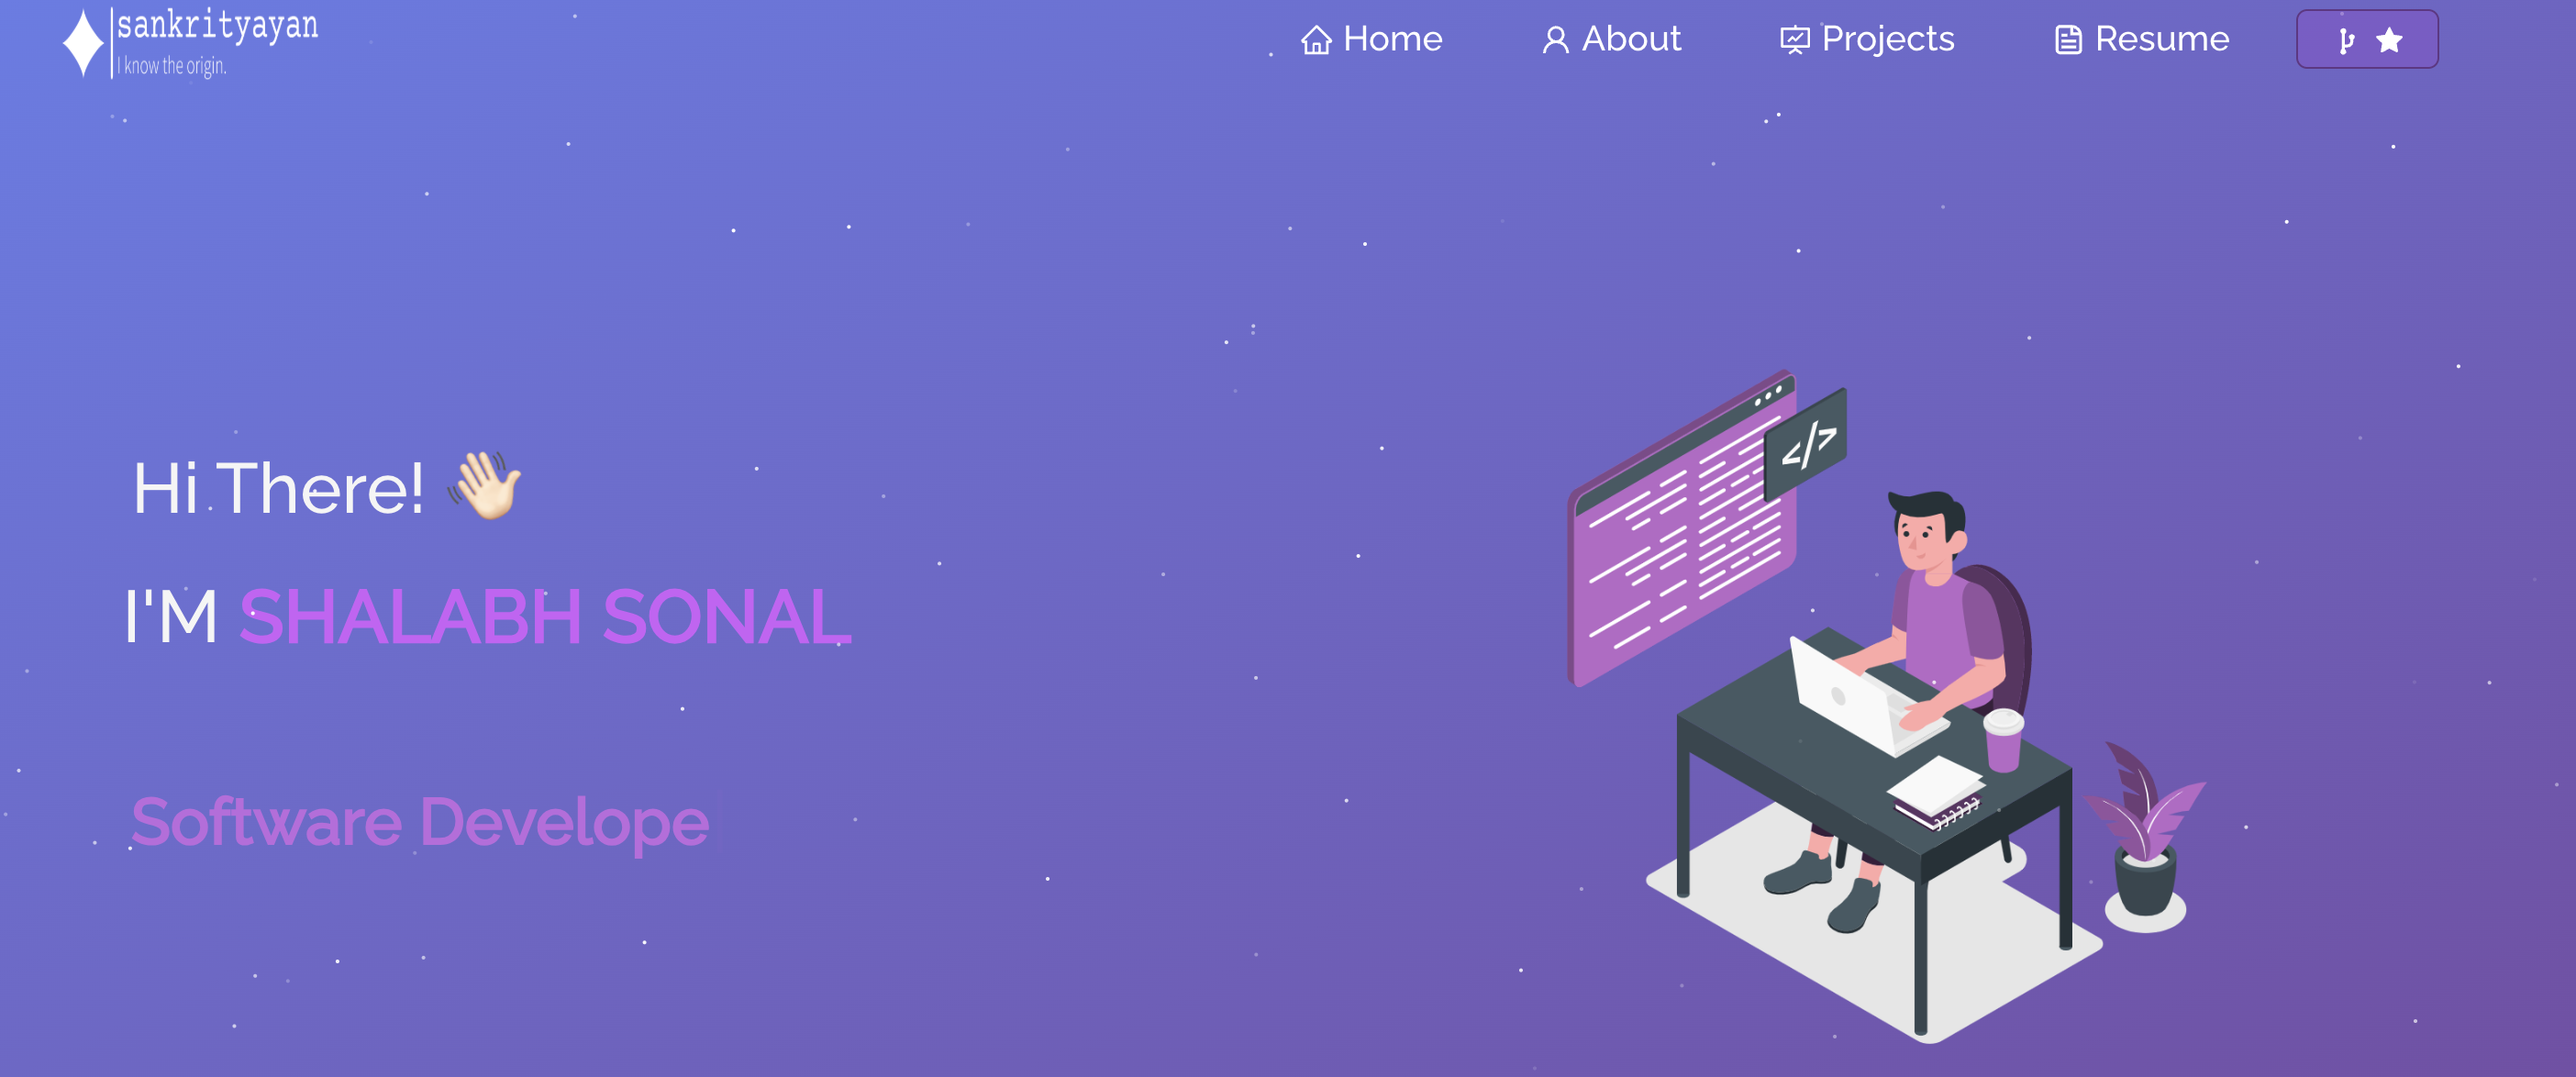 sankrityayan
I know the origin.
Home
About
Projects
Resume
Hi There! 👋🏻
I'M SHALABH SONAL
Software Develope
</>